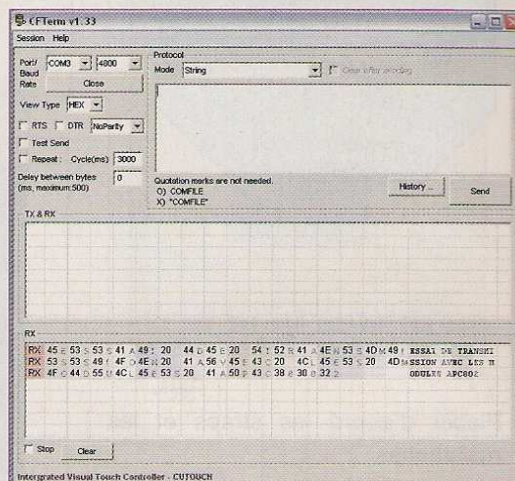 CFTerm v1.33
Session Help
Port/ Baud Rate COM3 4800
Close
View Type HEX
RTS DTR NoParity
Test Send
Repeat : Cycle(ms) 3000
Delay between bytes 0
(ms, maximum:500)
Protocol
Mode String Clear after sending
Quotation marks are not needed.
O) COMFILE
X) "COMFILE"
History ... Send
TX & RX
RX
RX 45 E 53 S 53 S 41 A 49 I 20 44 D 45 E 20 54 T 52 R 41 A 4E N 53 S 4D M 49 I ESSAI DE TRANSMI
RX 53 S 53 S 49 I 4F O 4E N 20 41 A 56 V 45 E 43 C 20 4C L 45 E 53 S 20 4D M SSION AVEC LES M
RX 4F O 44 D 55 U 4C L 45 E 53 S 20 41 A 50 P 43 C 38 8 30 0 32 2 ODULES APC802
Stop Clear
Intergrated Visual Touch Controller - CUTOUCH